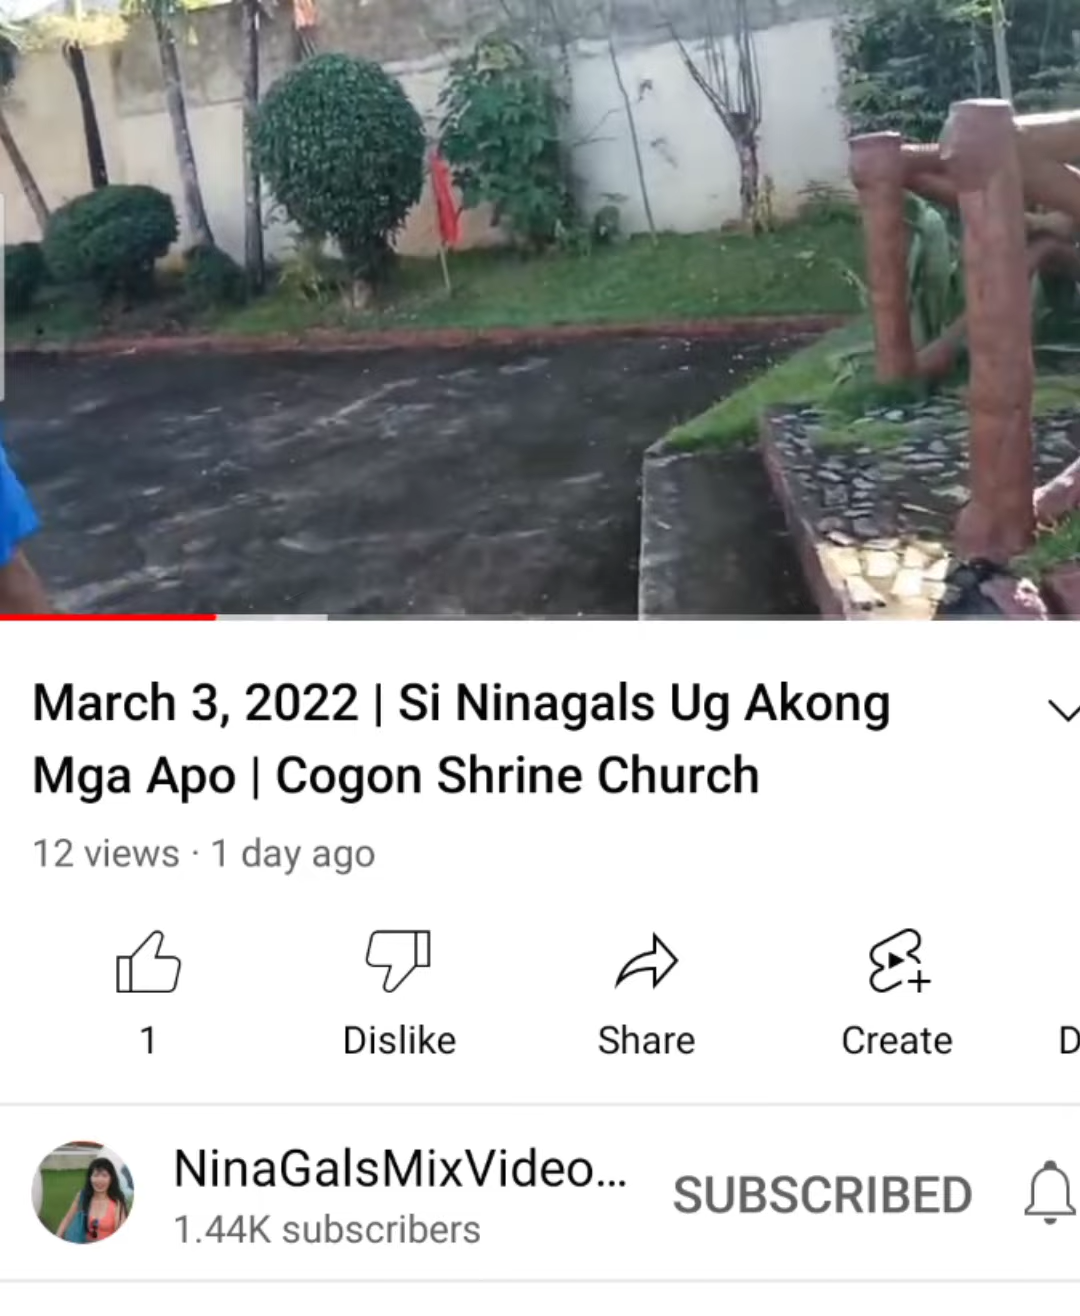 March 3, 2022 | Si Ninagals Ug Akong
Mga Apo | Cogon Shrine Church
12 views · 1 day ago
1 Dislike Share Create D
NinaGalsMixVideo...
SUBSCRIBED
1.44K subscribers